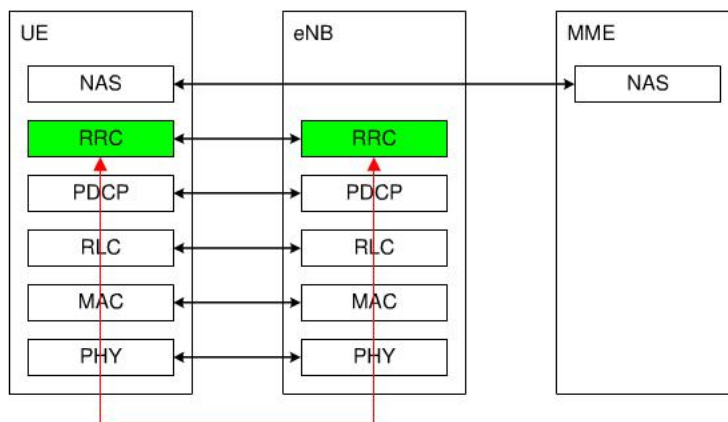 UE
eNB
MME
NAS
NAS
RRC
RRC
PDCP
PDCP
RLC
RLC
MAC
MAC
PHY
PHY